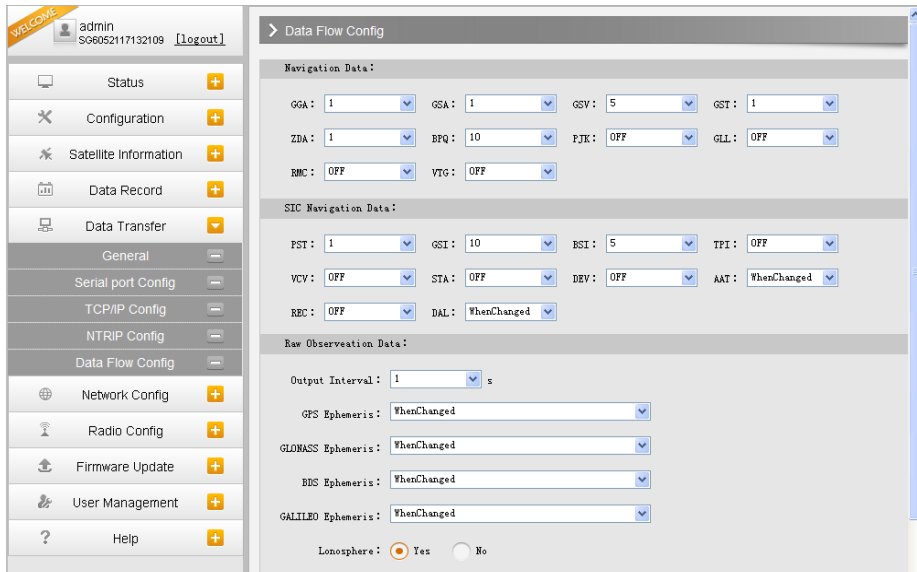 WELCOME
admin
SG6052117132109 [logout]
Status
Configuration
Satellite Information
Data Record
Data Transfer
General
Serial port Config
TCP/IP Config
NTRIP Config
Data Flow Config
Network Config
Radio Config
Firmware Update
User Management
? Help
Data Flow Config
Navigation Data:
GGA: 1 GSA: 1 GSV: 5 GST: 1
ZDA: 1 BPQ: 10 PJK: OFF GLL: OFF
RMC: OFF VTG: OFF
SIC Navigation Data:
PST: 1 GSI: 10 BSI: 5 TPI: OFF
VCV: OFF STA: OFF DEV: OFF AAT: WhenChanged
REC: OFF DAL: WhenChanged
Raw Observeation Data:
Output Interval: 1 s
GPS Ephemeris: WhenChanged
GLONASS Ephemeris: WhenChanged
BDS Ephemeris: WhenChanged
GALILEO Ephemeris: WhenChanged
Lonosphere: Yes No